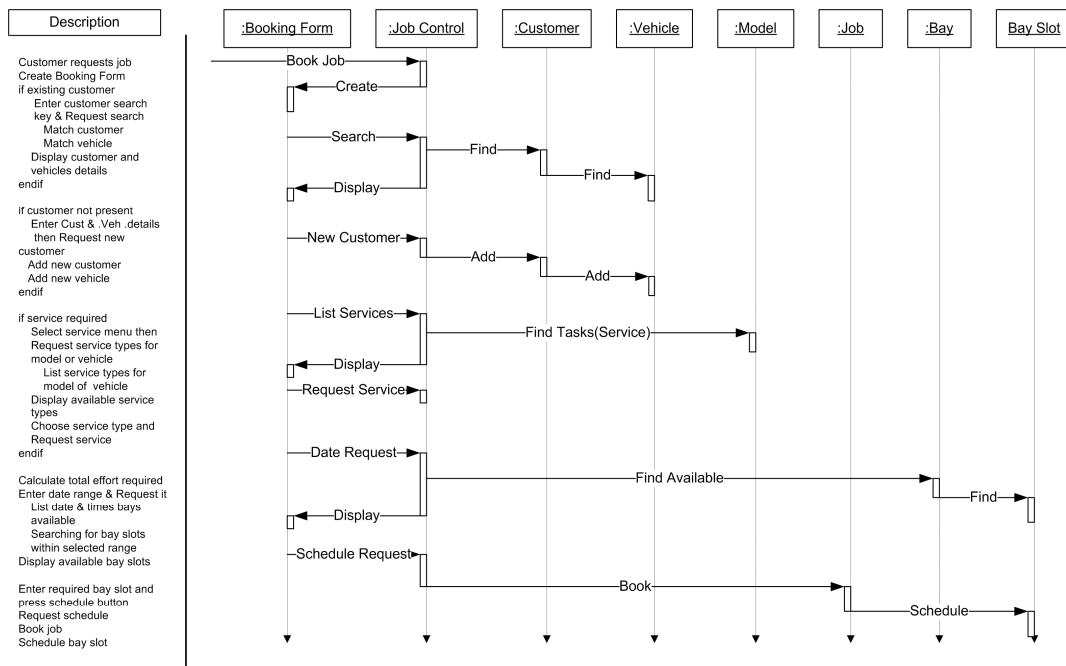 Description
:Booking Form
:Job Control
:Customer
:Vehicle
:Model
:Job
:Bay
Bay Slot
Customer requests job
Create Booking Form
if existing customer
Enter customer search
key & Request search
Match customer
Match vehicle
Display customer and
vehicles details
endif
if customer not present
Enter Cust & .Veh .details
then Request new
customer
Add new customer
Add new vehicle
endif
if service required
Select service menu then
Request service types for
model or vehicle
List service types for
model of vehicle
Display available service
types
Choose service type and
Request service
endif
Calculate total effort required
Enter date range & Request it
List date & times bays
available
Searching for bay slots
within selected range
Display available bay slots
Enter required bay slot and
press schedule button
Request schedule
Book job
Schedule bay slot
Book Job
Create
Search
Find
Find
Display
New Customer
Add
Add
List Services
Find Tasks(Service)
Display
Request Service
Date Request
Find Available
Find
Display
Schedule Request
Book
Schedule